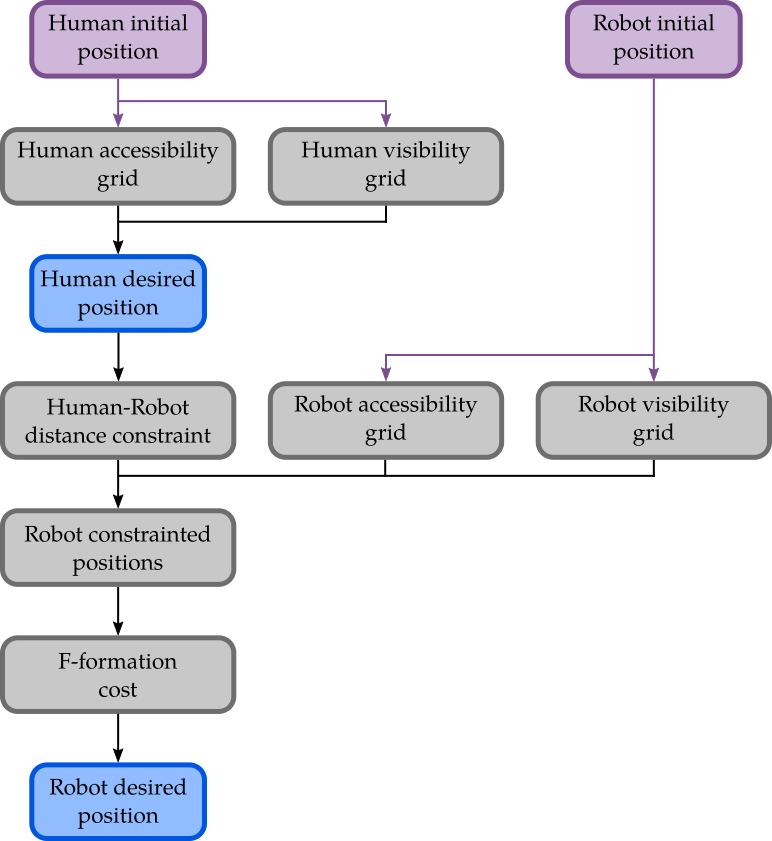 Human initial
position
Robot initial
position
Human accessibility
grid
Human visibility
grid
Human desired
position
Human-Robot
distance constraint
Robot accessibility
grid
Robot visibility
grid
Robot constrainted
positions
F-formation
cost
Robot desired
position